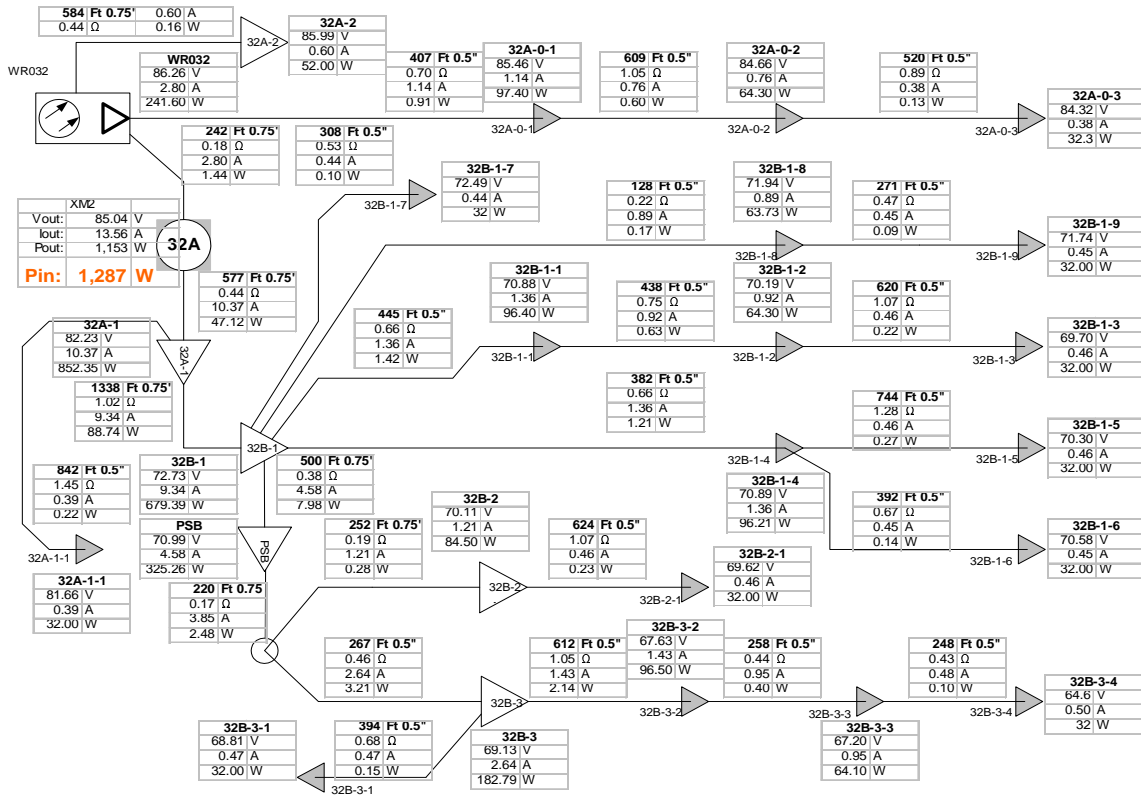 584 Ft 0.75' 0.60 A
0.44 Ω 0.16 W
32A-2
32A-2
85.99 V
0.60 A
52.00 W
WR032
WR032
86.26 V
2.80 A
241.60 W
407 Ft 0.5"
0.70 Ω
1.14 A
0.91 W
32A-0-1
85.46 V
1.14 A
97.40 W
32A-0-1
609 Ft 0.5"
1.05 Ω
0.76 A
0.60 W
32A-0-2
84.66 V
0.76 A
64.30 W
32A-0-2
520 Ft 0.5"
0.89 Ω
0.38 A
0.13 W
32A-0-3
32A-0-3
84.32 V
0.38 A
32.3 W
242 Ft 0.75'
0.18 Ω
2.80 A
1.44 W
308 Ft 0.5"
0.53 Ω
0.44 A
0.10 W
32B-1-7
32B-1-7
72.49 V
0.44 A
32 W
128 Ft 0.5"
0.22 Ω
0.89 A
0.17 W
32B-1-8
71.94 V
0.89 A
63.73 W
32B-1-8
271 Ft 0.5"
0.47 Ω
0.45 A
0.09 W
32B-1-9
32B-1-9
71.74 V
0.45 A
32.00 W
XM2
Vout: 85.04 V
Iout: 13.56 A
Pout: 1,153 W
Pin: 1,287 W
32A
577 Ft 0.75'
0.44 Ω
10.37 A
47.12 W
445 Ft 0.5"
0.66 Ω
1.36 A
1.42 W
32B-1-1
70.88 V
1.36 A
96.40 W
32B-1-1
438 Ft 0.5"
0.75 Ω
0.92 A
0.63 W
32B-1-2
70.19 V
0.92 A
64.30 W
32B-1-2
620 Ft 0.5"
1.07 Ω
0.46 A
0.22 W
32B-1-3
32B-1-3
69.70 V
0.46 A
32.00 W
32A-1
82.23 V
10.37 A
852.35 W
32A-1
1338 Ft 0.75'
1.02 Ω
9.34 A
88.74 W
382 Ft 0.5"
0.66 Ω
1.36 A
1.21 W
744 Ft 0.5"
1.28 Ω
0.46 A
0.27 W
32B-1
32B-1-4
32B-1-5
32B-1-5
70.30 V
0.46 A
32.00 W
842 Ft 0.5"
1.45 Ω
0.39 A
0.22 W
32B-1
72.73 V
9.34 A
679.39 W
500 Ft 0.75'
0.38 Ω
4.58 A
7.98 W
32B-1-4
70.89 V
1.36 A
96.21 W
392 Ft 0.5"
0.67 Ω
0.45 A
0.14 W
32B-1-6
32B-1-6
70.58 V
0.45 A
32.00 W
32A-1-1
32A-1-1
81.66 V
0.39 A
32.00 W
PSB
70.99 V
4.58 A
325.26 W
PSB
252 Ft 0.75'
0.19 Ω
1.21 A
0.28 W
32B-2
70.11 V
1.21 A
84.50 W
32B-2
624 Ft 0.5"
1.07 Ω
0.46 A
0.23 W
32B-2-1
32B-2-1
69.62 V
0.46 A
32.00 W
220 Ft 0.75
0.17 Ω
3.85 A
2.48 W
267 Ft 0.5"
0.46 Ω
2.64 A
3.21 W
32B-3
612 Ft 0.5"
1.05 Ω
1.43 A
2.14 W
32B-3-2
67.63 V
1.43 A
96.50 W
32B-3-2
258 Ft 0.5"
0.44 Ω
0.95 A
0.40 W
32B-3-3
248 Ft 0.5"
0.43 Ω
0.48 A
0.10 W
32B-3-4
32B-3-4
64.6 V
0.50 A
32 W
32B-3-1
68.81 V
0.47 A
32.00 W
394 Ft 0.5"
0.68 Ω
0.47 A
0.15 W
32B-3-1
32B-3
69.13 V
2.64 A
182.79 W
32B-3-3
67.20 V
0.95 A
64.10 W